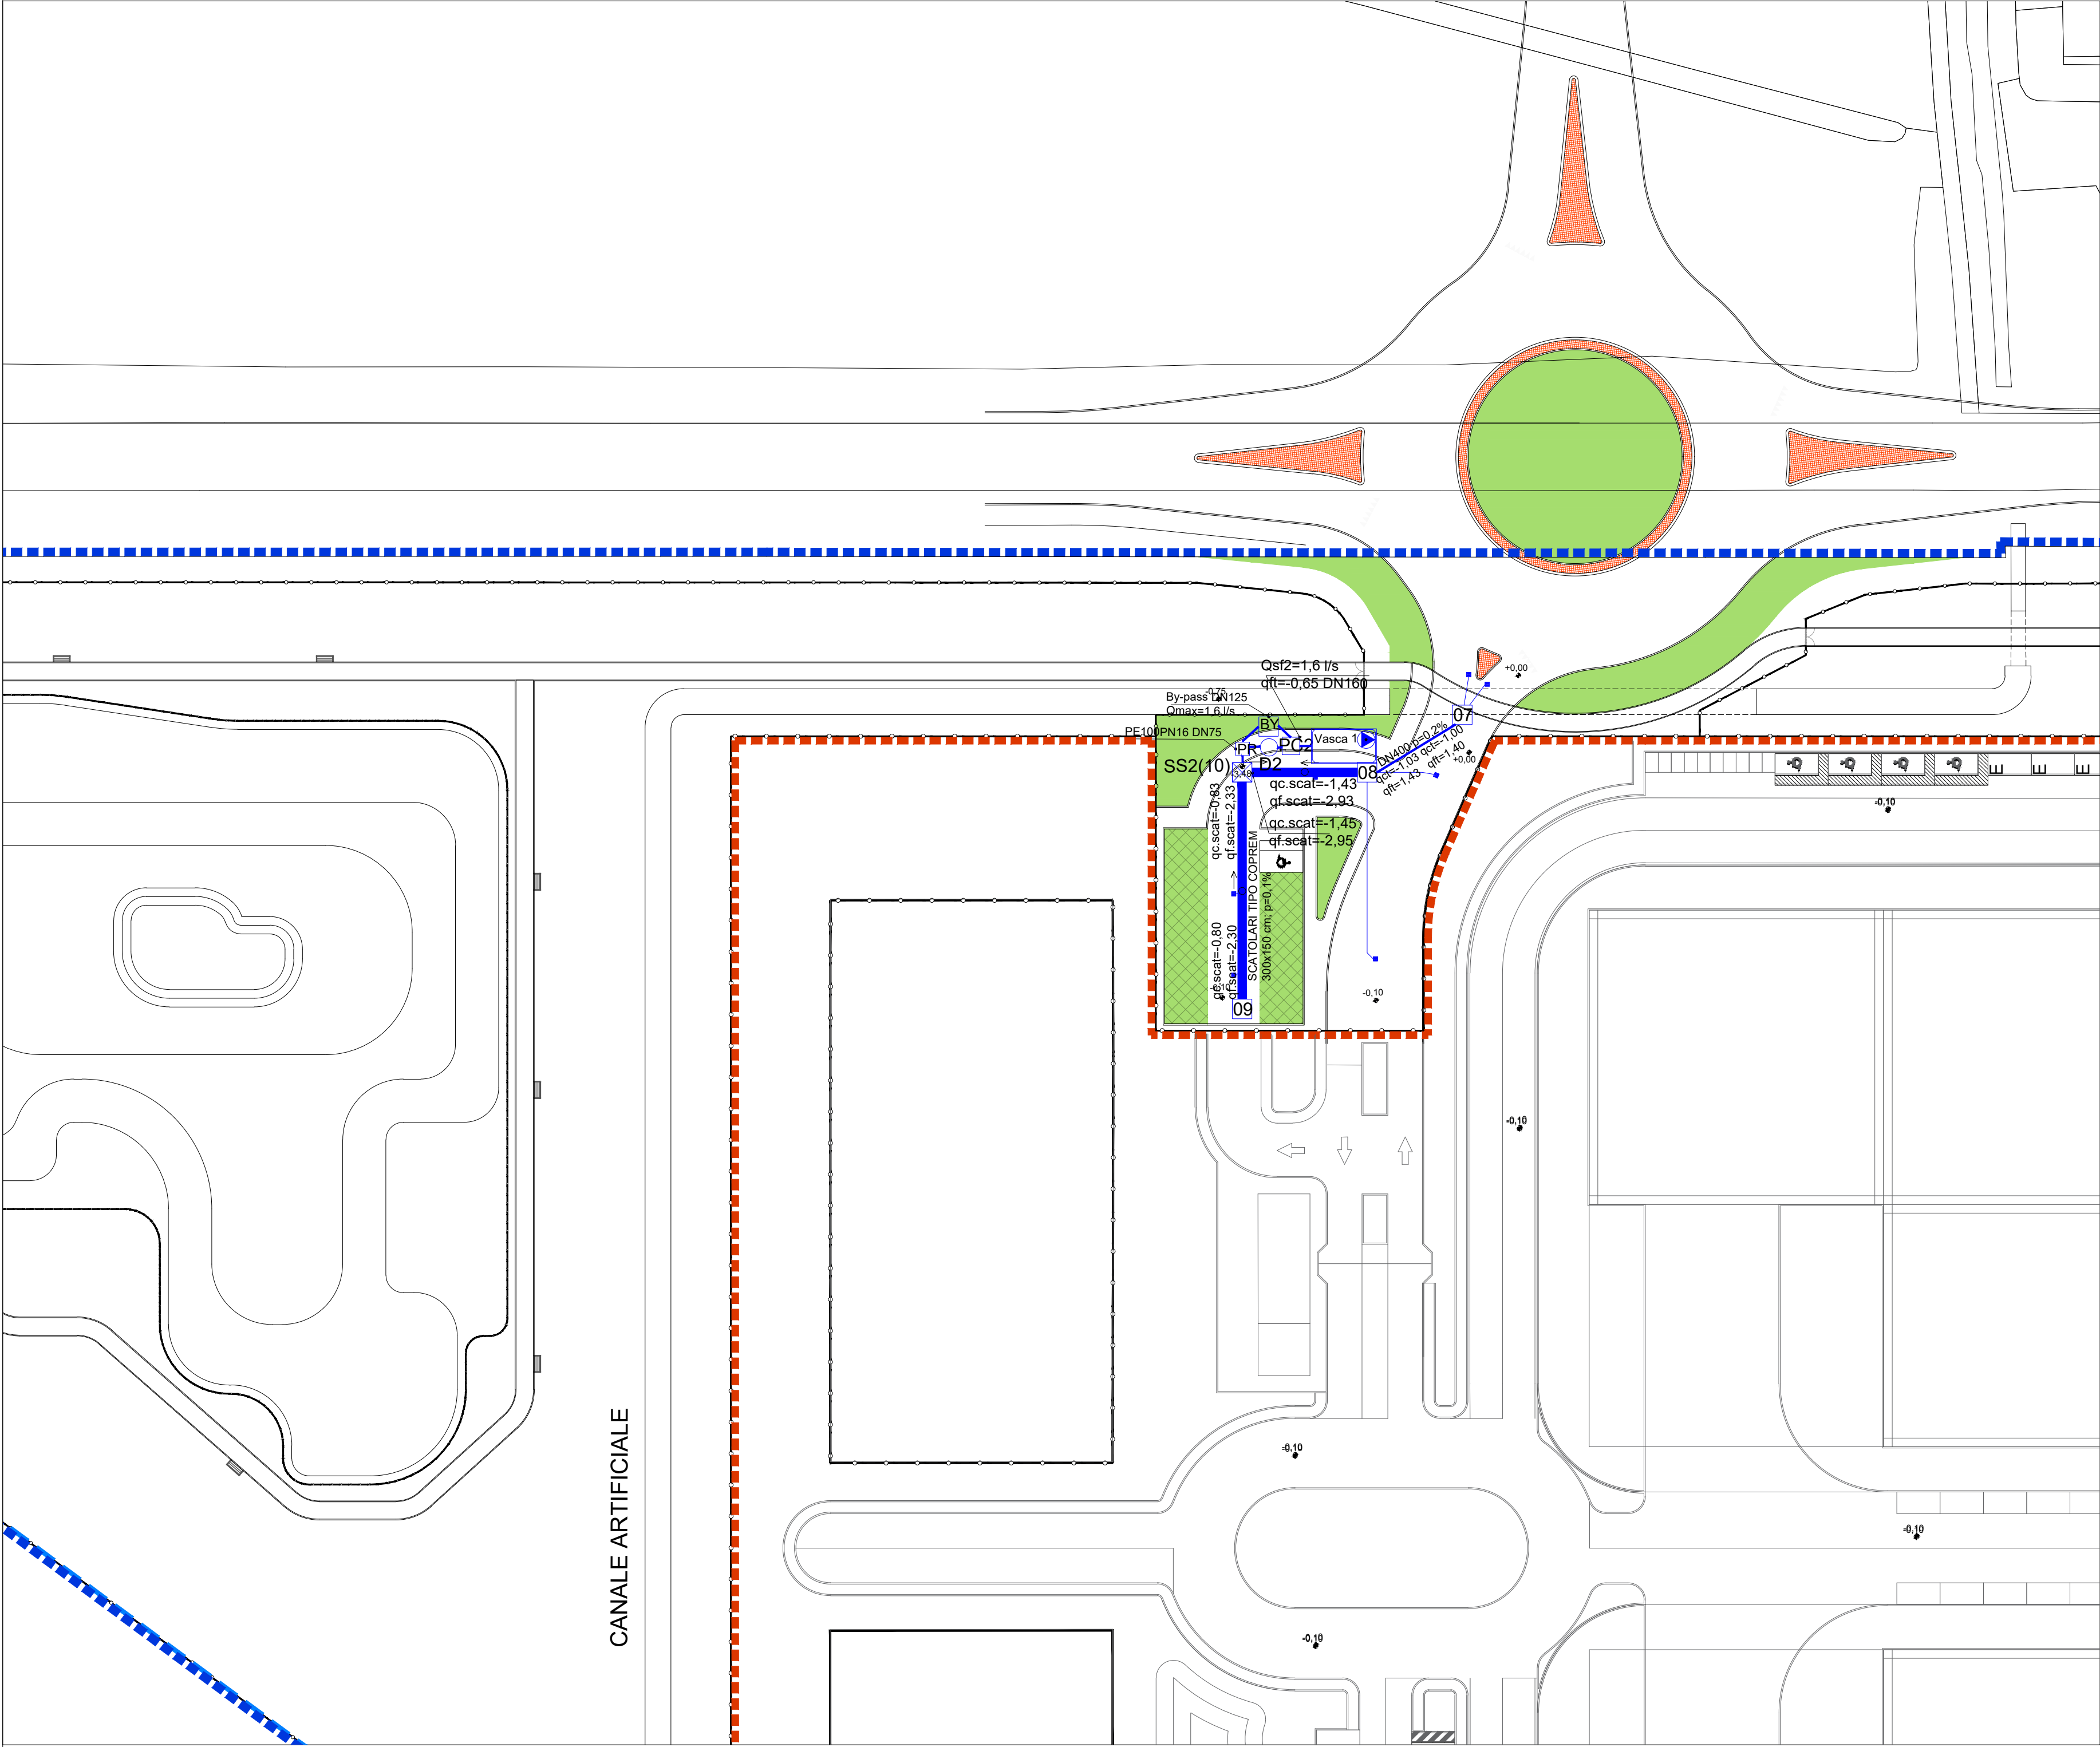 +0,00
Qsf2=1,6 l/s
qft=-0,65 DN160
-0,75
By-pass DN125
Qmax=1,6 l/s
PE100PN16 DN75
BY
PR
PC2
Vasca 1
07
DN400 p=0,2%
qct=-1,03 qct=-1,00
qft=1,43 qft=1,40
+0,00
SS2(10)
D2
08
qc.scat=-1,43
qf.scat=-2,93
qc.scat=-1,45
qf.scat=-2,95
qc.scat=-0,83
qf.scat=-2,33
SCATOLARI TIPO COPREM
300x150 cm; p=0,1%
qc.scat=-0,80
qf.scat=-2,30
-0,10
09
-0,10
E
E
E
-0,10
-0,10
-0,10
-0,10
-0,10
CANALE ARTIFICIALE